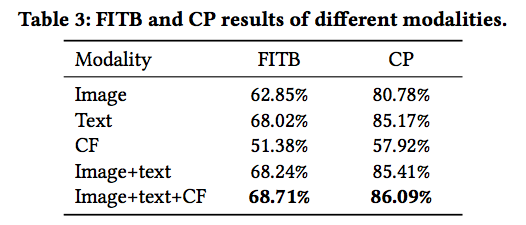 Table 3: FITB and CP results of different modalities.
Modality FITB CP
Image 62.85% 80.78%
Text 68.02% 85.17%
CF 51.38% 57.92%
Image+text 68.24% 85.41%
Image+text+CF 68.71% 86.09%